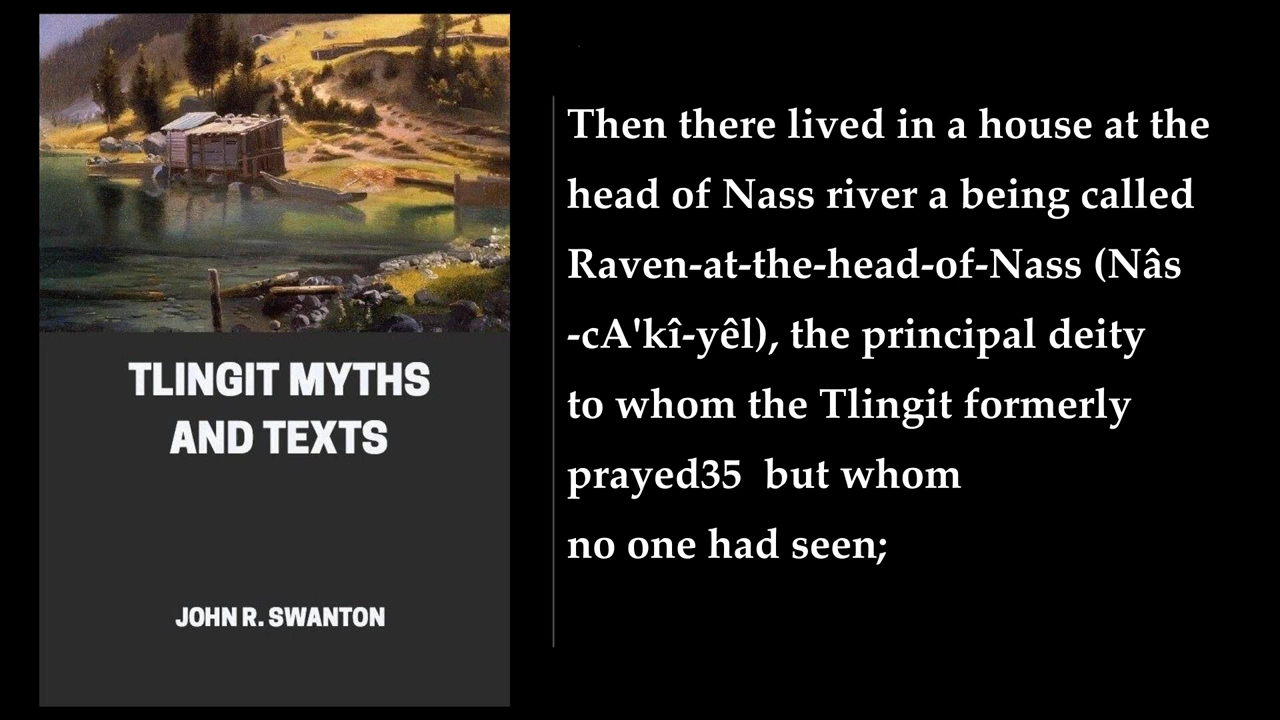 TLINGIT MYTHS
AND TEXTS
JOHN R. SWANTON
Then there lived in a house at the
head of Nass river a being called
Raven-at-the-head-of-Nass (Nâs
-cA'kî-yêl), the principal deity
to whom the Tlingit formerly
prayed35  but whom
no one had seen;